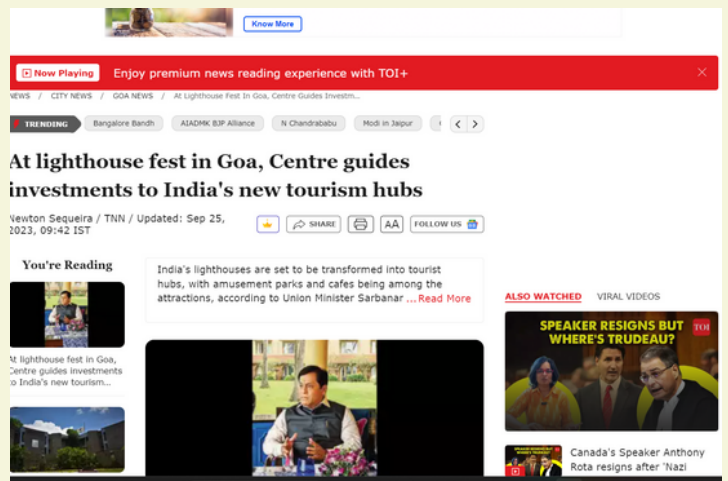 Know More
Now Playing
Enjoy premium news reading experience with TOI+
NEWS / CITY NEWS / GOA NEWS / At Lighthouse Fest In Goa, Centre Guides Investm...
TRENDING
Bangalore Bandh
AIADMK BJP Alliance
N Chandrababu
Modi in Jaipur
At lighthouse fest in Goa, Centre guides
investments to India's new tourism hubs
Newton Sequeira / TNN / Updated: Sep 25,
2023, 09:42 IST
SHARE
AA
FOLLOW US
You're Reading
At lighthouse fest in Goa,
Centre guides investments
to India's new tourism...
India's lighthouses are set to be transformed into tourist
hubs, with amusement parks and cafes being among the
attractions, according to Union Minister Sarbanar ...Read More
ALSO WATCHED
VIRAL VIDEOS
SPEAKER RESIGNS BUT
WHERE'S TRUDEAU?
TOI
Canada's Speaker Anthony
Rota resigns after 'Nazi